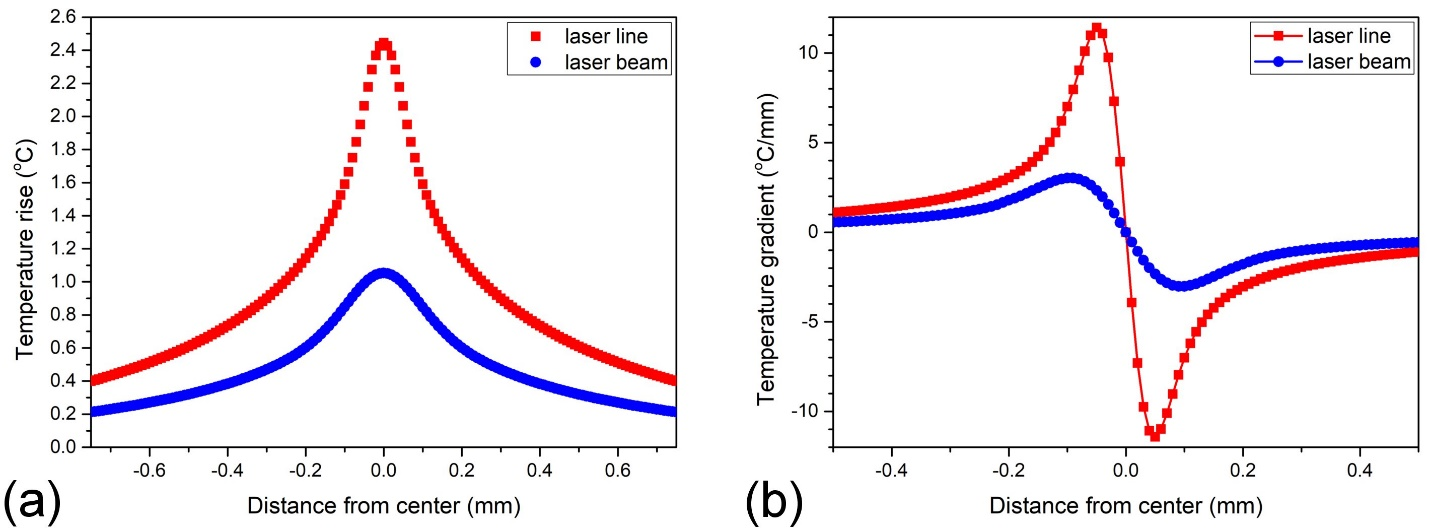 2.6
2.4
2.2
2.0
1.8
1.6
1.4
1.2
1.0
0.8
0.6
0.4
0.2
0.0
Temperature rise (°C)
laser line
laser beam
-0.6 -0.4 -0.2 0.0 0.2 0.4 0.6
Distance from center (mm)
(a)
10
5
0
-5
-10
Temperature gradient (°C/mm)
laser line
laser beam
-0.4 -0.2 0.0 0.2 0.4
Distance from center (mm)
(b)